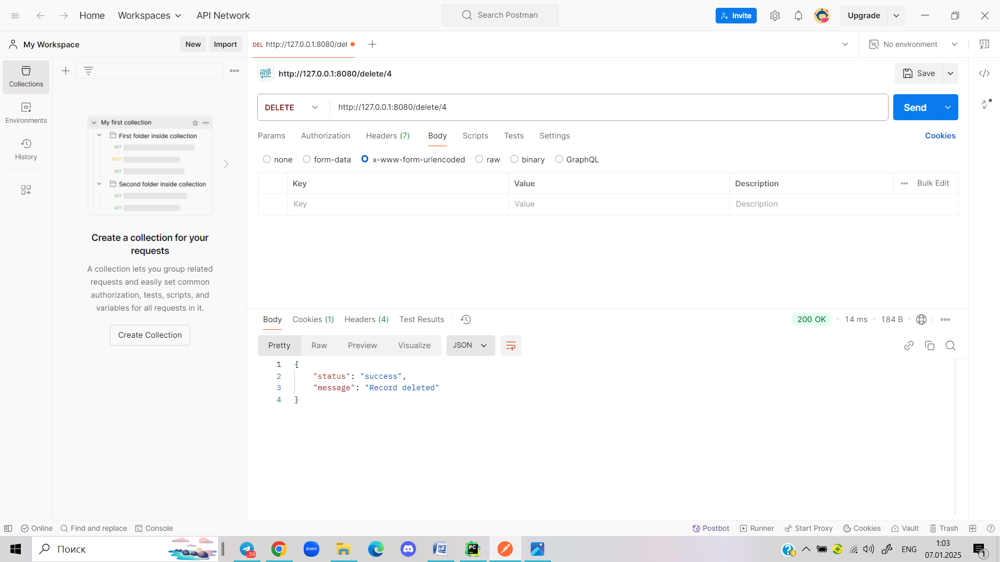 Home
Workspaces
API Network
Search Postman
Invite
Upgrade
My Workspace
New
Import
DEL http://127.0.0.1:8080/del
No environment
Collections
Environments
History
My first collection
First folder inside collection
GET
POST
GET
Second folder inside collection
GET
GET
Create a collection for your
requests
A collection lets you group related
requests and easily set common
authorization, tests, scripts, and
variables for all requests in it.
Create Collection
HTTP http://127.0.0.1:8080/delete/4
Save
DELETE
http://127.0.0.1:8080/delete/4
Send
Params
Authorization
Headers (7)
Body
Scripts
Tests
Settings
Cookies
none
form-data
x-www-form-urlencoded
raw
binary
GraphQL
Key
Value
Description
Bulk Edit
Key
Value
Description
Body
Cookies (1)
Headers (4)
Test Results
200 OK
14 ms
184 B
Pretty
Raw
Preview
Visualize
JSON
1 {
2 "status": "success",
3 "message": "Record deleted"
4 }
Online
Find and replace
Console
Postbot
Runner
Start Proxy
Cookies
Vault
Trash
Поиск
59
zoom
W
PC
ENG
1:03
07.01.2025
1